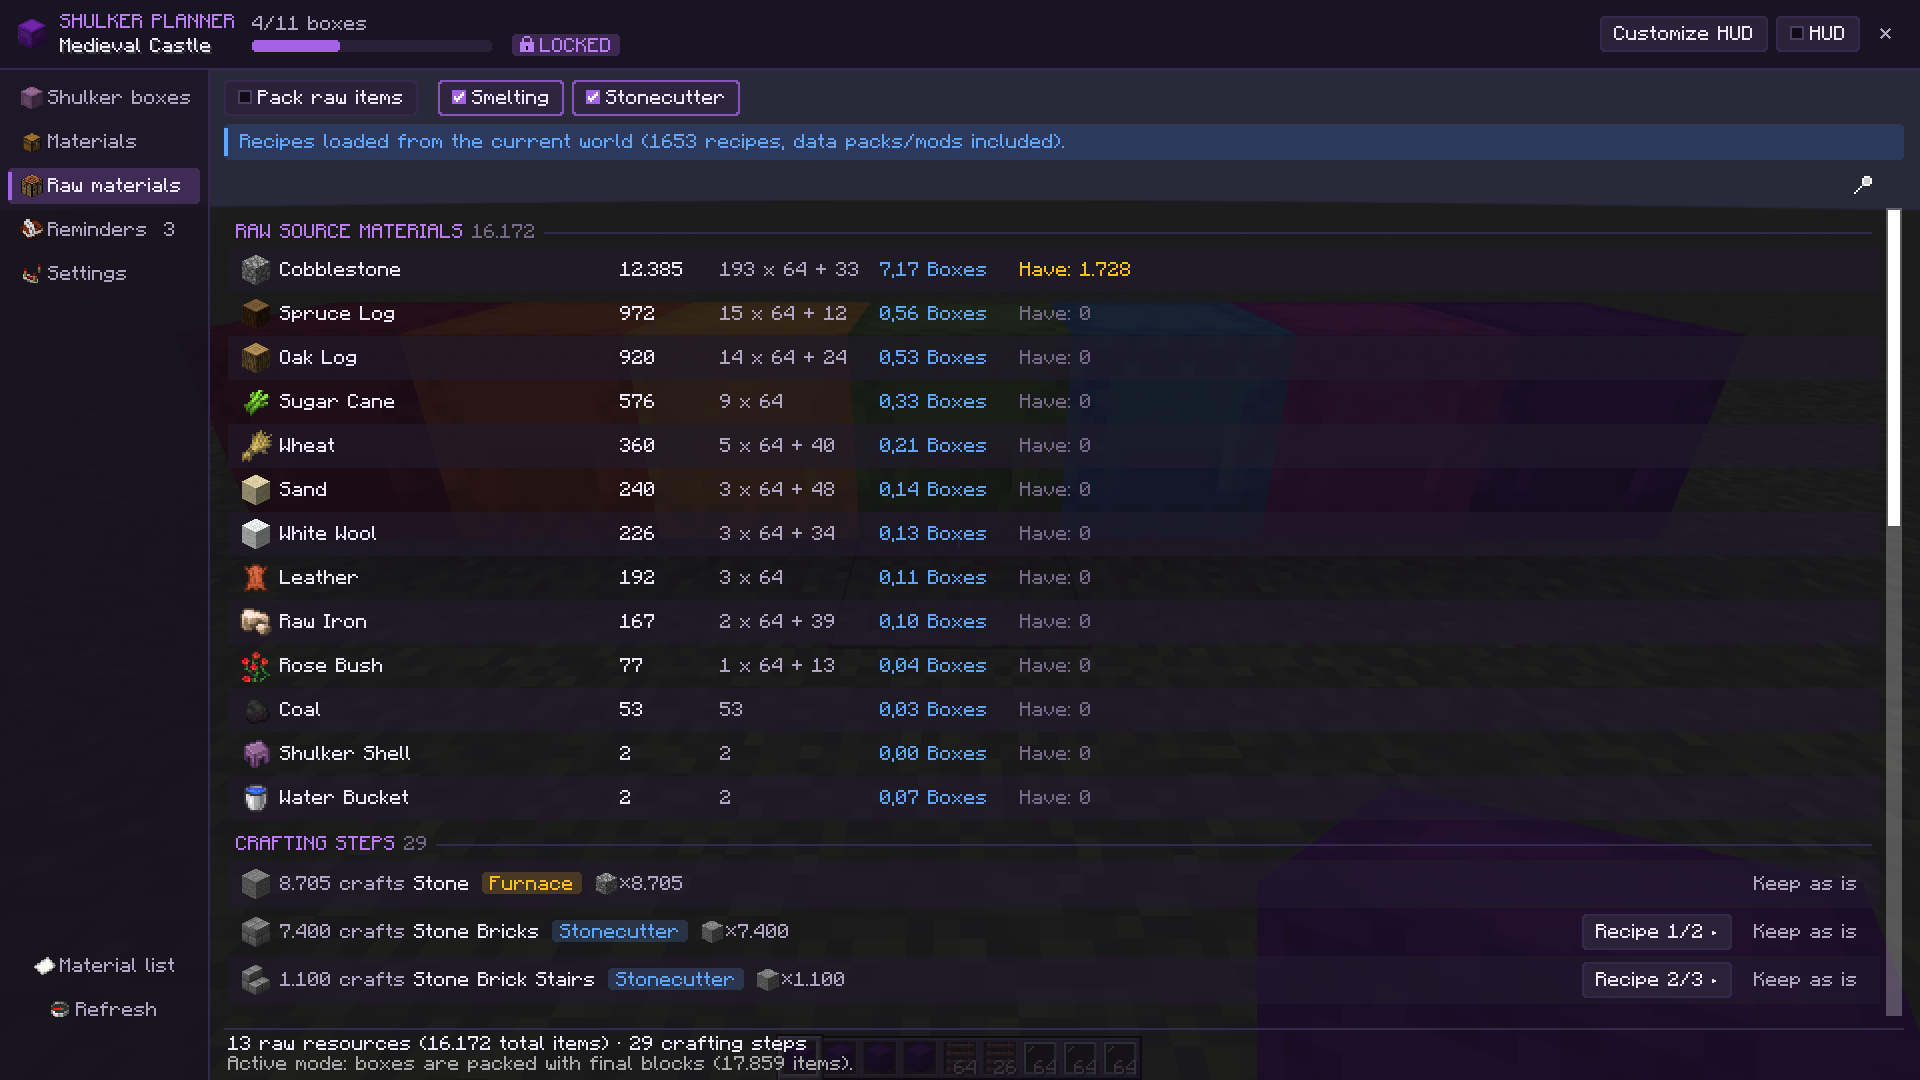 SHULKER PLANNER
Medieval Castle
4/11 boxes
LOCKED
Customize HUD
HUD
×
Shulker boxes
Materials
Raw materials
Reminders 3
Settings
Material list
Refresh
Pack raw items
Smelting
Stonecutter
Recipes loaded from the current world (1653 recipes, data packs/mods included).
RAW SOURCE MATERIALS 16.172
Cobblestone 12.385 193 x 64 + 33 7,17 Boxes Have: 1.728
Spruce Log 972 15 x 64 + 12 0,56 Boxes Have: 0
Oak Log 920 14 x 64 + 24 0,53 Boxes Have: 0
Sugar Cane 576 9 x 64 0,33 Boxes Have: 0
Wheat 360 5 x 64 + 40 0,21 Boxes Have: 0
Sand 240 3 x 64 + 48 0,14 Boxes Have: 0
White Wool 226 3 x 64 + 34 0,13 Boxes Have: 0
Leather 192 3 x 64 0,11 Boxes Have: 0
Raw Iron 167 2 x 64 + 39 0,10 Boxes Have: 0
Rose Bush 77 1 x 64 + 13 0,04 Boxes Have: 0
Coal 53 53 0,03 Boxes Have: 0
Shulker Shell 2 2 0,00 Boxes Have: 0
Water Bucket 2 2 0,07 Boxes Have: 0
CRAFTING STEPS 29
8.705 crafts Stone Furnace ×8.705 Keep as is
7.400 crafts Stone Bricks Stonecutter ×7.400 Recipe 1/2 Keep as is
1.100 crafts Stone Brick Stairs Stonecutter ×1.100 Recipe 2/3 Keep as is
13 raw resources (16.172 total items) · 29 crafting steps
Active mode: boxes are packed with final blocks (17.859 items).
64 26 64 64 64